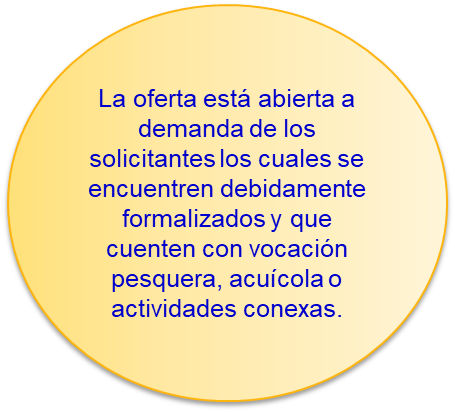 La oferta está abierta a
demanda de los
solicitantes los cuales se
encuentren debidamente
formalizados y que
cuenten con vocación
pesquera, acuícola o
actividades conexas.